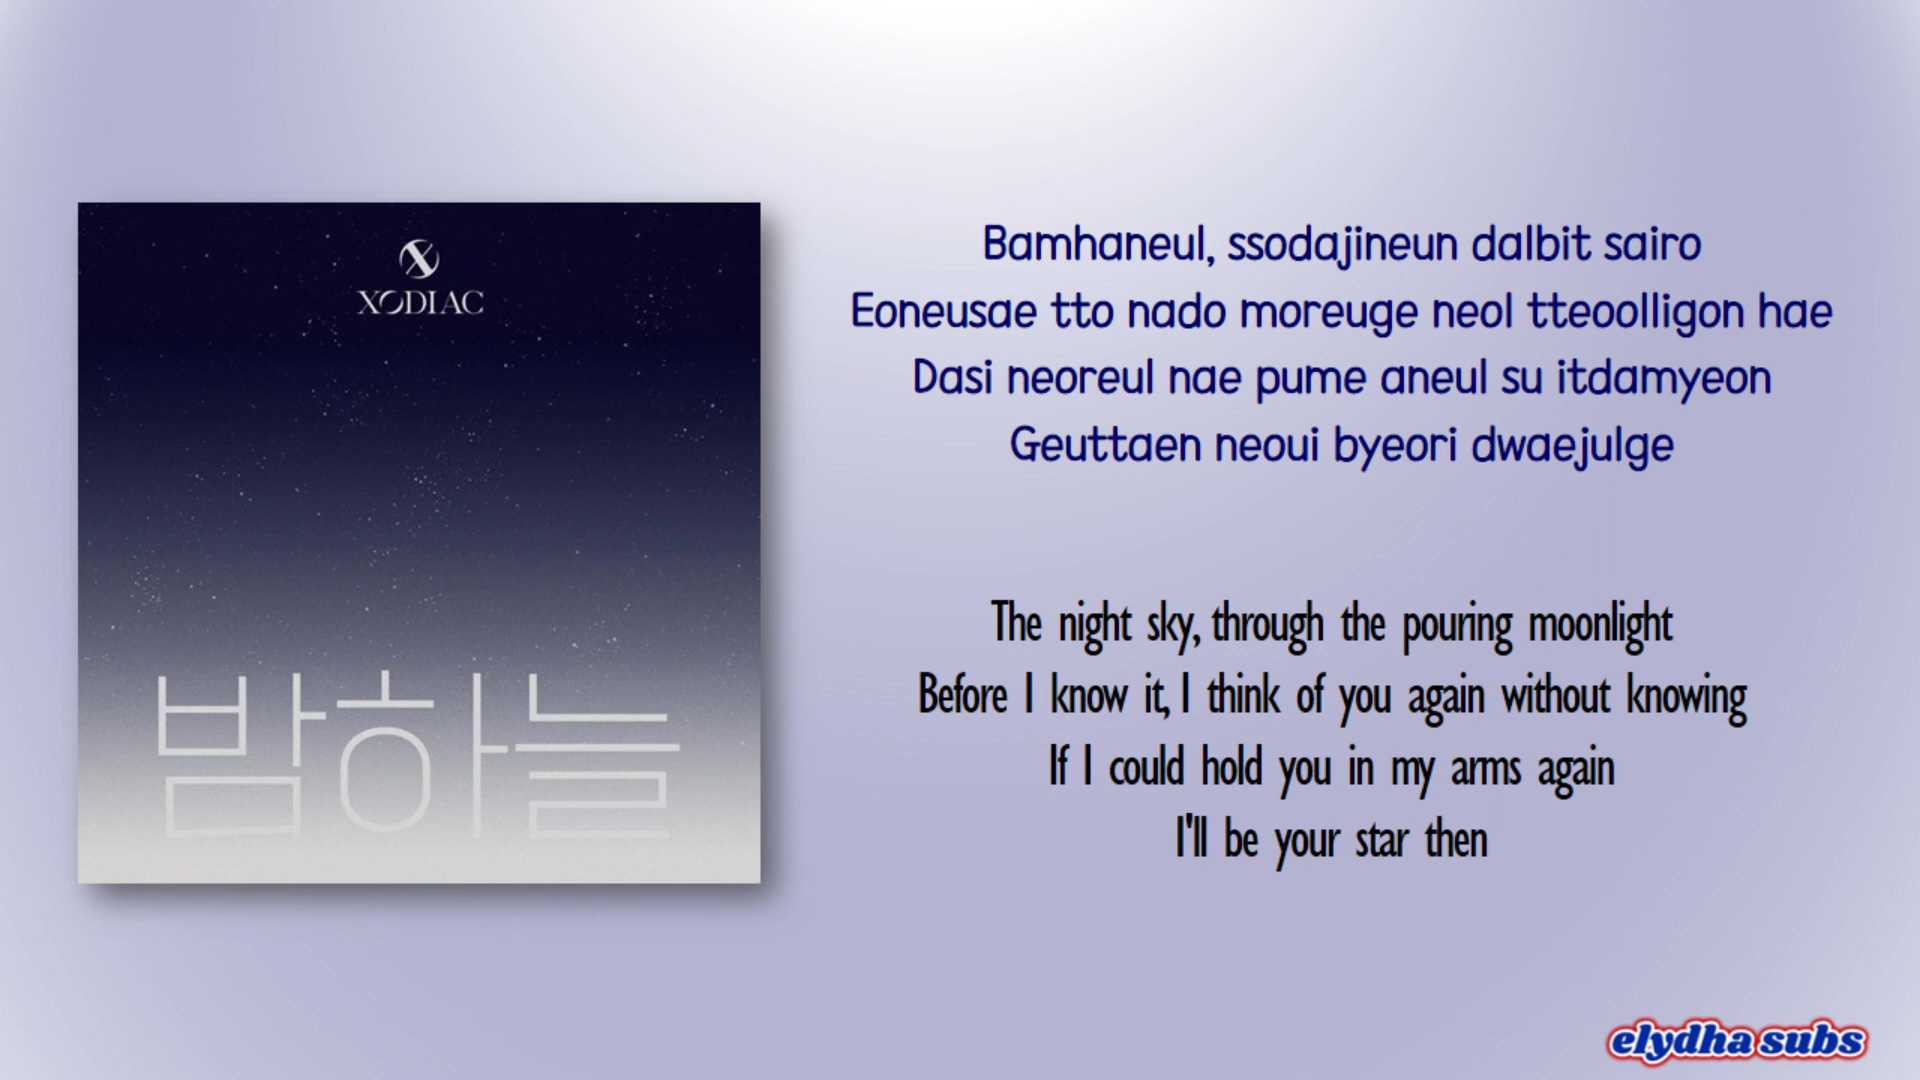 XODIAC
밤하늘
Bamhaneul, ssodajineun dalbit sairo
Eoneusae tto nado moreuge neol tteoolligon hae
Dasi neoreul nae pume aneul su itdamyeon
Geuttaen neoui byeori dwaejulge
The night sky, through the pouring moonlight
Before I know it, I think of you again without knowing
If I could hold you in my arms again
I'll be your star then
elydha subs